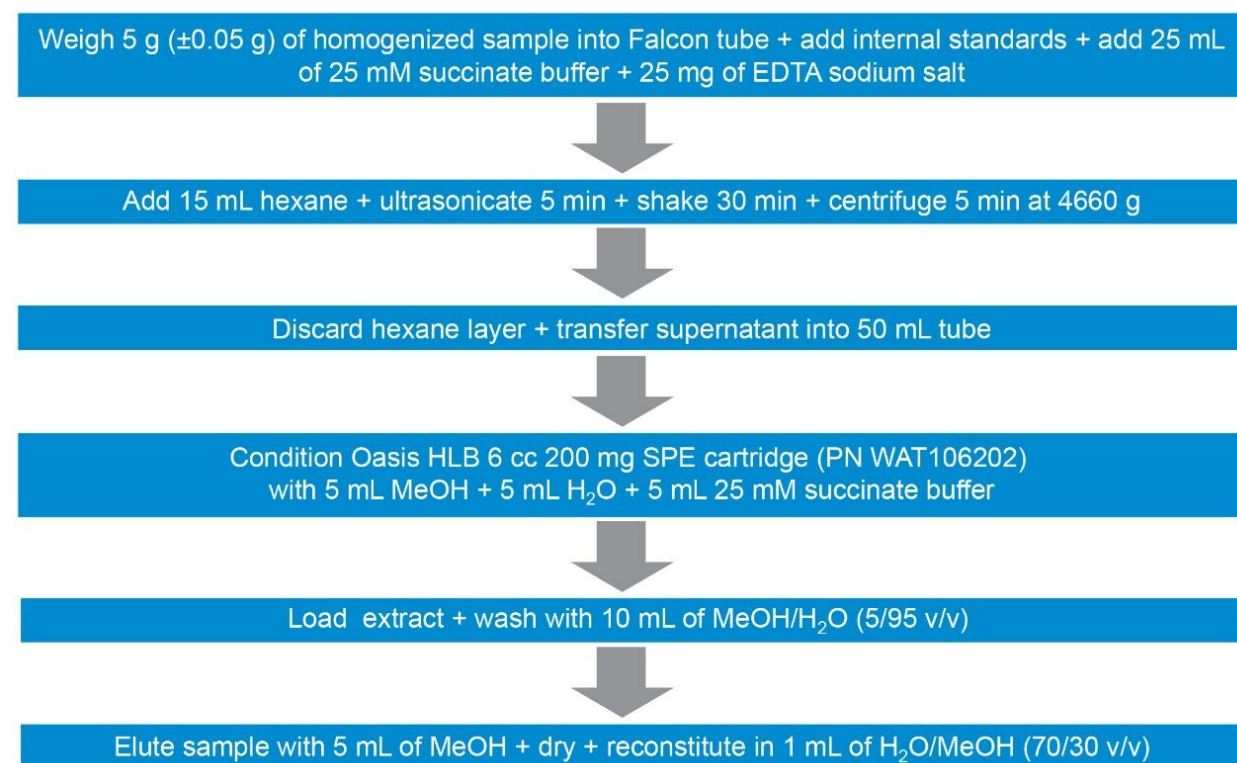 Weigh 5 g (±0.05 g) of homogenized sample into Falcon tube + add internal standards + add 25 mL
of 25 mM succinate buffer + 25 mg of EDTA sodium salt
Add 15 mL hexane + ultrasonicate 5 min + shake 30 min + centrifuge 5 min at 4660 g
Discard hexane layer + transfer supernatant into 50 mL tube
Condition Oasis HLB 6 cc 200 mg SPE cartridge (PN WAT106202)
with 5 mL MeOH + 5 mL H₂O + 5 mL 25 mM succinate buffer
Load extract + wash with 10 mL of MeOH/H₂O (5/95 v/v)
Elute sample with 5 mL of MeOH + dry + reconstitute in 1 mL of H₂O/MeOH (70/30 v/v)